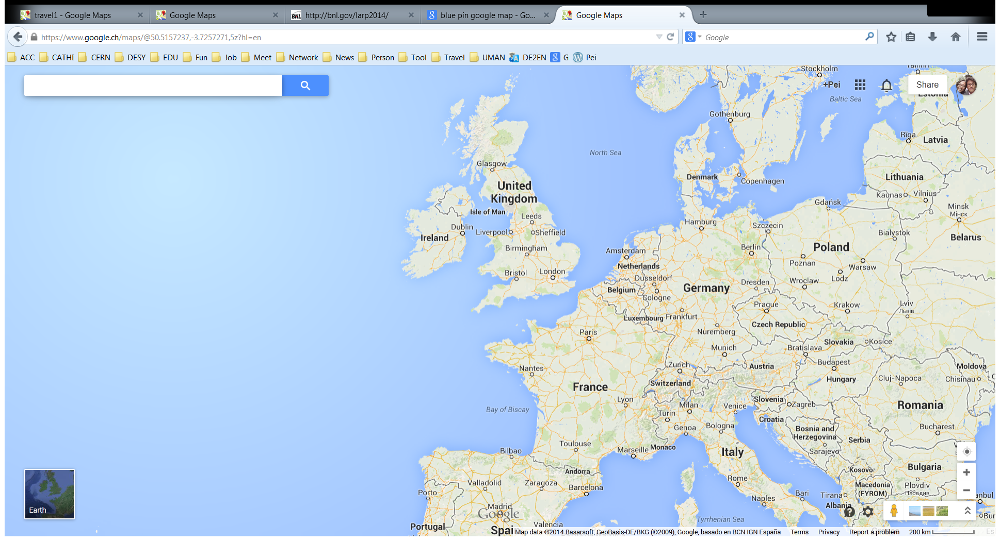 travel1 - Google Maps
Google Maps
BNL http://bnl.gov/larp2014/
blue pin google map - Go...
Google Maps
https://www.google.ch/maps/@50.5157237,-3.7257271,5z?hl=en
Google
ACC CATHI CERN DESY EDU Fun Job Meet Network News Person Tool Travel UMAN DE2EN G Pei
Stockholm
Tallinn
+Pei
Share
Estonia
Baltic Sea
Gothenburg
Rīga
Latvia
North Sea
Glasgow
Denmark
Copenhagen
Lithuania
United
Kingdom
Kaunas
Vilnius
Gdańsk
Minsk
Мінск
Isle of Man
Leeds
Hamburg
Szczecin
Dublin
Liverpool
Sheffield
Bialystok
Ireland
Belarus
Birmingham
Amsterdam
Berlin
Poland
Poznan
Warsaw
Netherlands
Bristol
London
Dusseldorf
Dresden
Wroclaw
Lodz
Belgium
Germany
Cologne
Prague
Krakow
Lviv
Львів
Luxembourg
Frankfurt
Czech Republic
Paris
Nuremberg
Slovakia
Kosice
Munich
Bratislava
Nantes
Zurich
Austria
Budapest
Moldova
Switzerland
Hungary
Cluj-Napoca
Chisinau
France
Lyon
Slovenia
Zagreb
Romania
Bay of Biscay
Milan
Venice
Turin
Croatia
Genoa
Bologna
Bosnia and
Herzegovina
Bucharest
Serbia
Toulouse
Marseille
Monaco
Italy
Sarajevo
Bilbao
Andorra
Kosovo
Bulgaria
Valladolid
Zaragoza
Barcelona
Rome
Macedonia
(FYROM)
Plovdiv
Пловдив
Porto
Bari
Tirana
Naples
Albania
Madrid
Google
Earth
Tyrrhenian Sea
Portugal
Spai
Valencia
Map data ©2014 Basarsoft, GeoBasis-DE/BKG (©2009), Google, basado en BCN IGN España Terms Privacy Report a problem 200 km